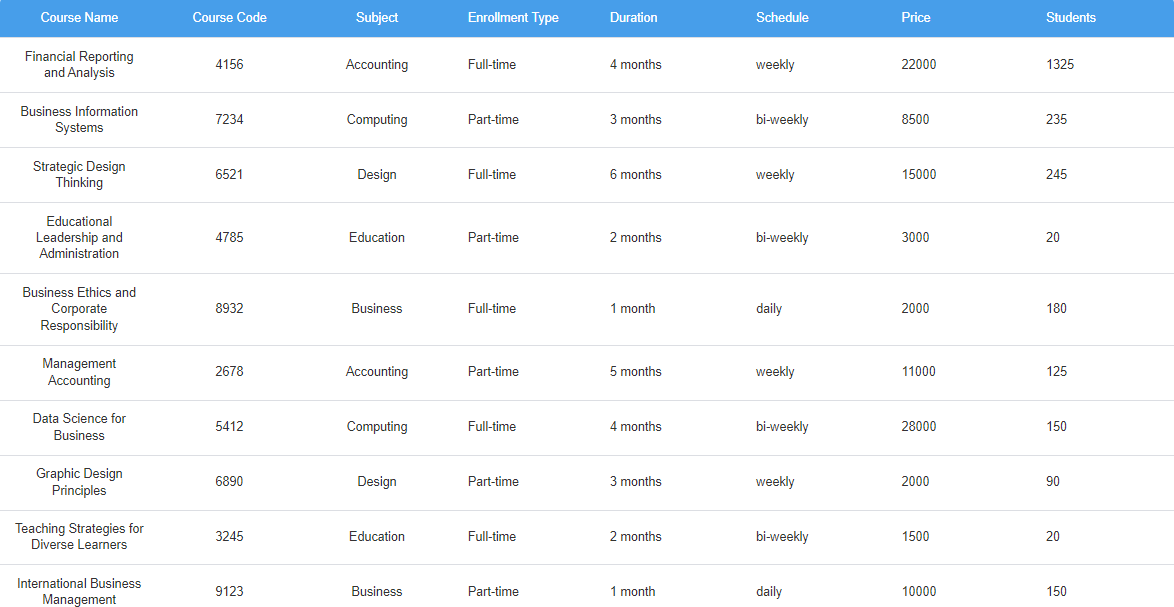 Course Name Course Code Subject Enrollment Type Duration Schedule Price Students
Financial Reporting
and Analysis 4156 Accounting Full-time 4 months weekly 22000 1325
Business Information
Systems 7234 Computing Part-time 3 months bi-weekly 8500 235
Strategic Design
Thinking 6521 Design Full-time 6 months weekly 15000 245
Educational
Leadership and
Administration 4785 Education Part-time 2 months bi-weekly 3000 20
Business Ethics and
Corporate
Responsibility 8932 Business Full-time 1 month daily 2000 180
Management
Accounting 2678 Accounting Part-time 5 months weekly 11000 125
Data Science for
Business 5412 Computing Full-time 4 months bi-weekly 28000 150
Graphic Design
Principles 6890 Design Part-time 3 months weekly 2000 90
Teaching Strategies for
Diverse Learners 3245 Education Full-time 2 months bi-weekly 1500 20
International Business
Management 9123 Business Part-time 1 month daily 10000 150